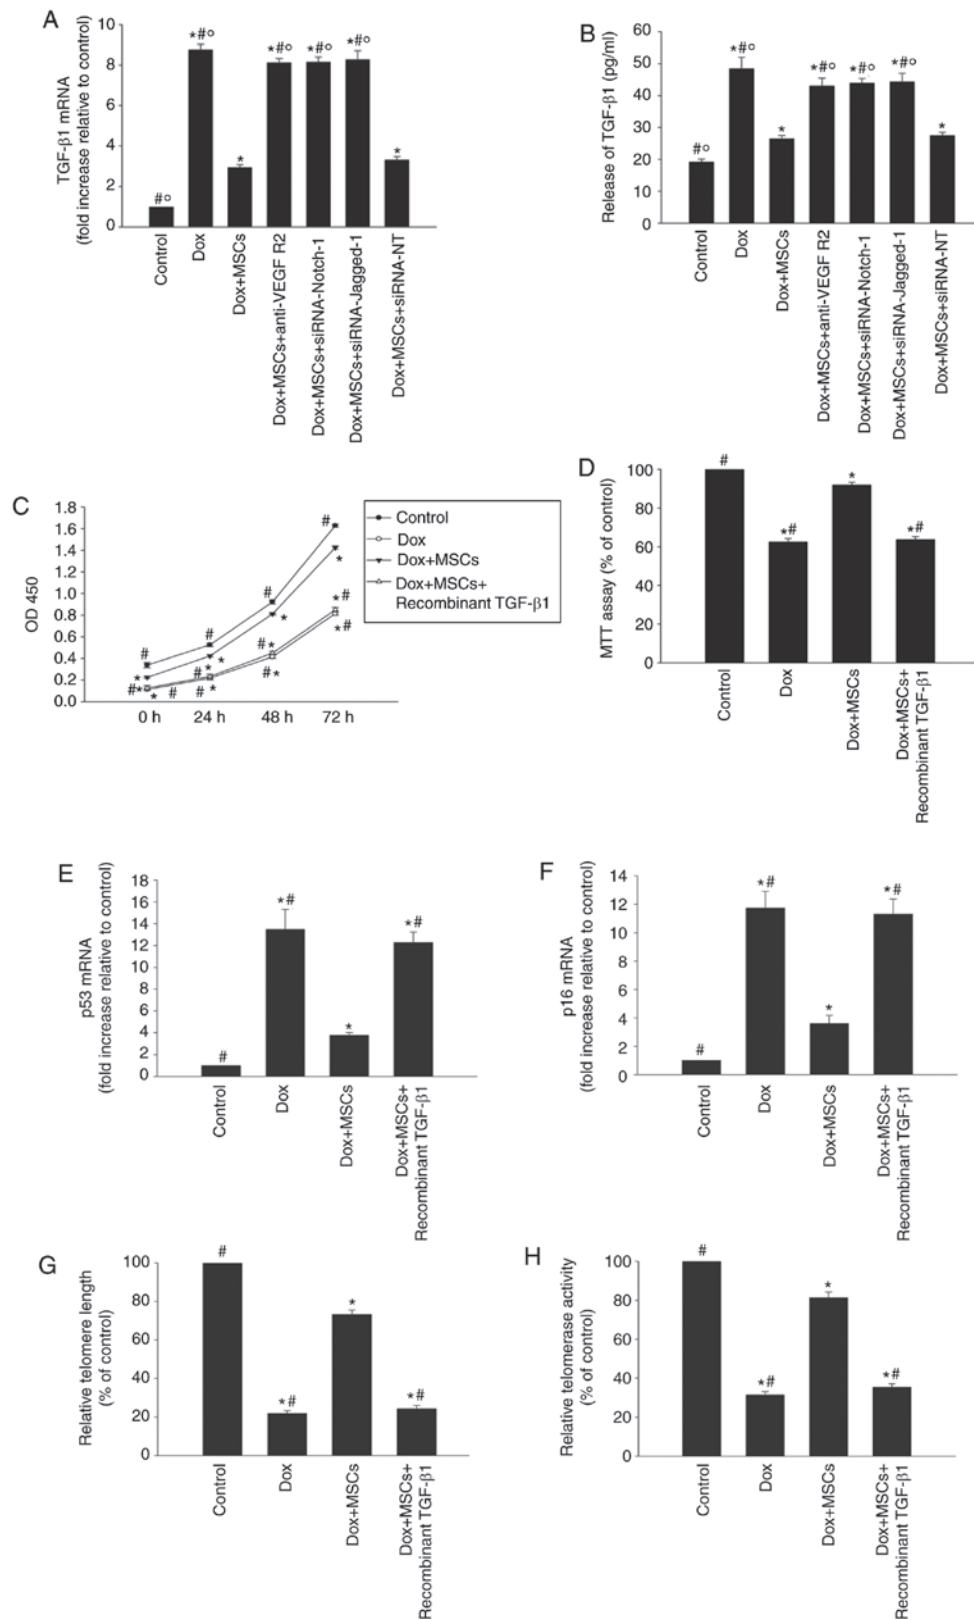 A
TGF-β1 mRNA
(fold increase relative to control)
10
8
6
4
2
0
#○
*#○
*
*#○
*#○
*#○
*
Control
Dox
Dox+MSCs
Dox+MSCs+anti-VEGF R2
Dox+MSCs+siRNA-Notch-1
Dox+MSCs+siRNA-Jagged-1
Dox+MSCs+siRNA-NT
B
Release of TGF-β1 (pg/ml)
60
50
40
30
20
10
0
#○
*#○
*
*#○
*#○
*#○
*
Control
Dox
Dox+MSCs
Dox+MSCs+anti-VEGF R2
Dox+MSCs+siRNA-Notch-1
Dox+MSCs+siRNA-Jagged-1
Dox+MSCs+siRNA-NT
C
OD 450
1.8
1.6
1.4
1.2
1.0
0.8
0.6
0.4
0.2
0.0
#
#
#
#
*
*
*
*
#*
#*
#*
*#
*
#
#*
#*
*#
0 h
24 h
48 h
72 h
Control
Dox
Dox+MSCs
Dox+MSCs+
Recombinant TGF-β1
D
MTT assay (% of control)
100
80
60
40
20
0
#
*#
*
*#
Control
Dox
Dox+MSCs
Dox+MSCs+
Recombinant TGF-β1
E
p53 mRNA
(fold increase relative to control)
18
16
14
12
10
8
6
4
2
0
#
*#
*
*#
Control
Dox
Dox+MSCs
Dox+MSCs+
Recombinant TGF-β1
F
p16 mRNA
(fold increase relative to control)
14
12
10
8
6
4
2
0
#
*#
*
*#
Control
Dox
Dox+MSCs
Dox+MSCs+
Recombinant TGF-β1
G
Relative telomere length
(% of control)
100
80
60
40
20
0
#
*#
*
*#
Control
Dox
Dox+MSCs
Dox+MSCs+
Recombinant TGF-β1
H
Relative telomerase activity
(% of control)
100
80
60
40
20
0
#
*#
*
*#
Control
Dox
Dox+MSCs
Dox+MSCs+
Recombinant TGF-β1